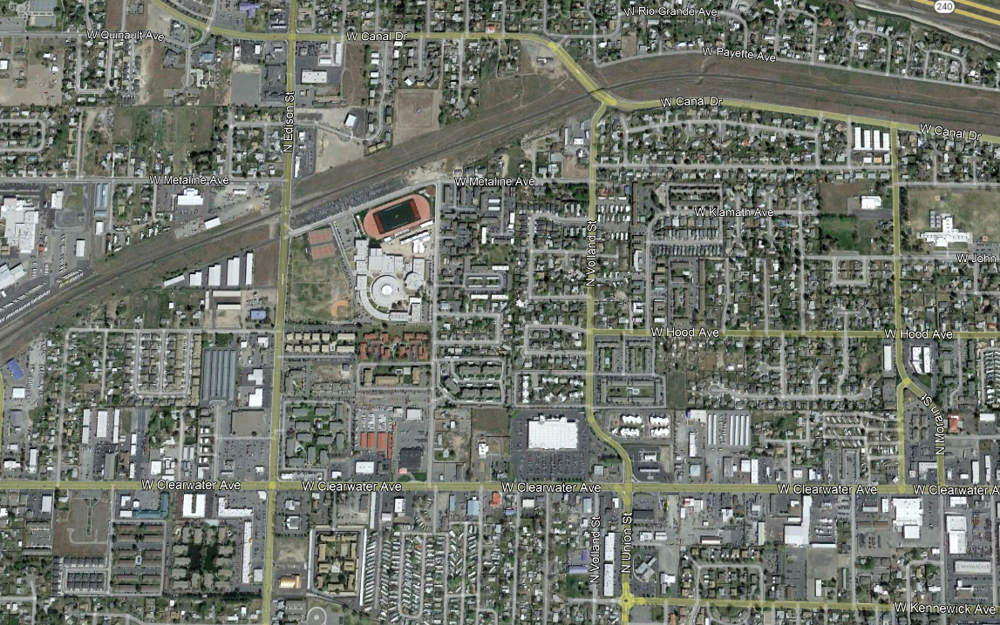 240
W Rio Grande Ave
W Quinault Ave
W Canal Dr
W Payette Ave
W Canal Dr
N Edison St
W Canal Dr
W Metaline Ave
W Metaline Ave
W Klamath Ave
N Volland St
W John
W Hood Ave
W Hood Ave
N Morain St
W Clearwater Ave
W Clearwater Ave
W Clearwater Ave
W Clearwater Ave
W Clearwater A
N Volland St
N Union St
W Kennewick Ave